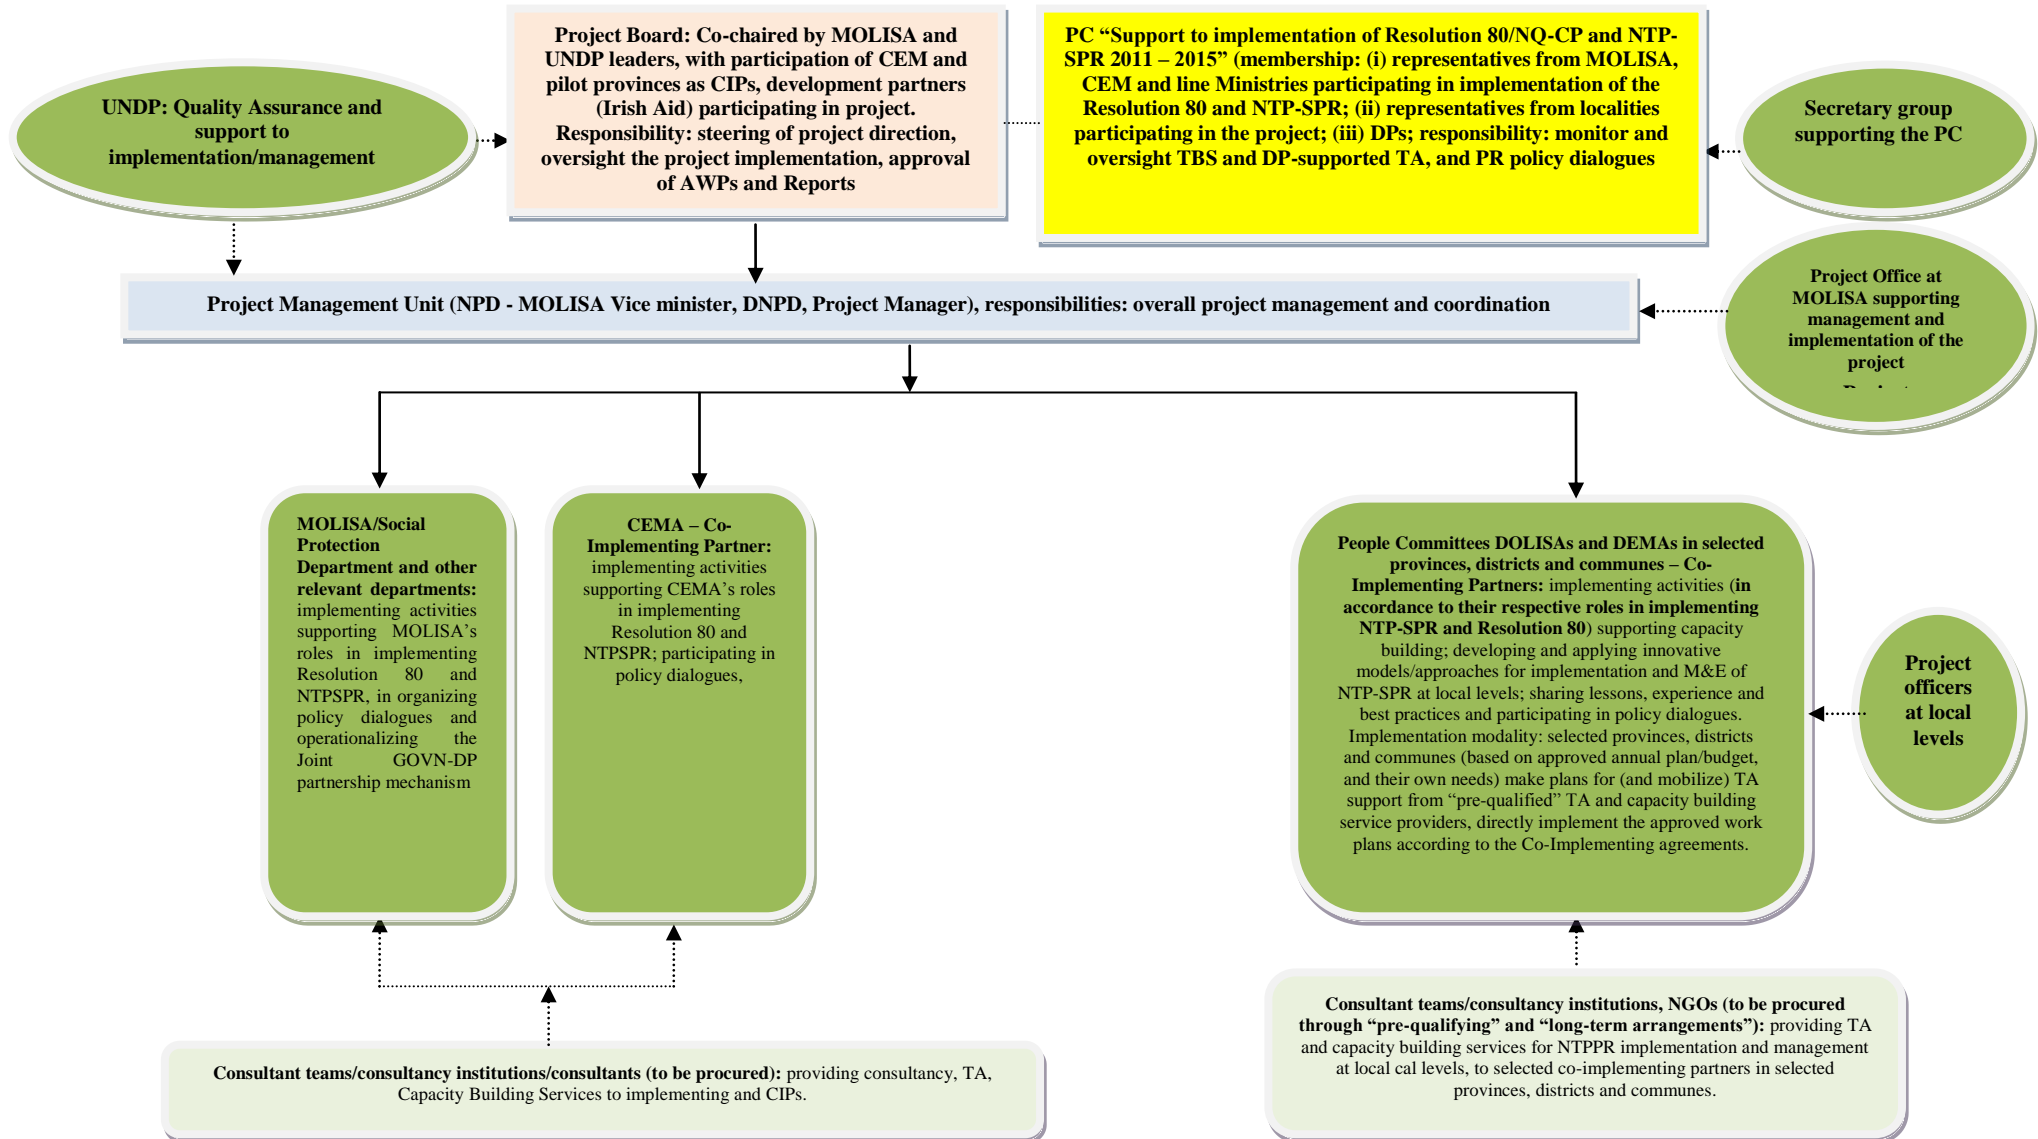 UNDP: Quality Assurance and
support to
implementation/management
Project Board: Co-chaired by MOLISA and
UNDP leaders, with participation of CEM and
pilot provinces as CIPs, development partners
(Irish Aid) participating in project.
Responsibility: steering of project direction,
oversight the project implementation, approval
of AWPs and Reports
PC “Support to implementation of Resolution 80/NQ-CP and NTP-
SPR 2011 – 2015” (membership: (i) representatives from MOLISA,
CEM and line Ministries participating in implementation of the
Resolution 80 and NTP-SPR; (ii) representatives from localities
participating in the project; (iii) DPs; responsibility: monitor and
oversight TBS and DP-supported TA, and PR policy dialogues
Secretary group
supporting the PC
Project Management Unit (NPD - MOLISA Vice minister, DNPD, Project Manager), responsibilities: overall project management and coordination
Project Office at
MOLISA supporting
management and
implementation of the
project
MOLISA/Social
Protection
Department and other
relevant departments:
implementing activities
supporting MOLISA’s
roles in implementing
Resolution 80 and
NTPSPR, in organizing
policy dialogues and
operationalizing the
Joint GOVN-DP
partnership mechanism
CEMA – Co-
Implementing Partner:
implementing activities
supporting CEMA’s roles
in implementing
Resolution 80 and
NTPSPR; participating in
policy dialogues,
People Committees DOLISAs and DEMAs in selected
provinces, districts and communes – Co-
Implementing Partners: implementing activities (in
accordance to their respective roles in implementing
NTP-SPR and Resolution 80) supporting capacity
building; developing and applying innovative
models/approaches for implementation and M&E of
NTP-SPR at local levels; sharing lessons, experience and
best practices and participating in policy dialogues.
Implementation modality: selected provinces, districts
and communes (based on approved annual plan/budget,
and their own needs) make plans for (and mobilize) TA
support from “pre-qualified” TA and capacity building
service providers, directly implement the approved work
plans according to the Co-Implementing agreements.
Project
officers
at local
levels
Consultant teams/consultancy institutions/consultants (to be procured): providing consultancy, TA,
Capacity Building Services to implementing and CIPs.
Consultant teams/consultancy institutions, NGOs (to be procured
through “pre-qualifying” and “long-term arrangements”): providing TA
and capacity building services for NTPPR implementation and management
at local cal levels, to selected co-implementing partners in selected
provinces, districts and communes.